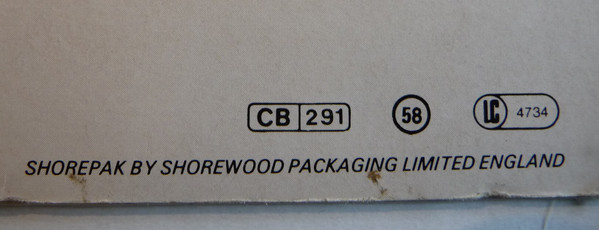 CB 291 58 LC 4734
SHOREPAK BY SHOREWOOD PACKAGING LIMITED ENGLAND